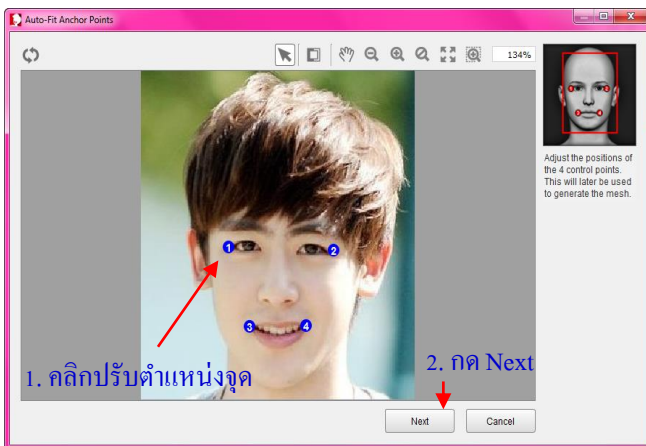 Auto-Fit Anchor Points
134%
1
2
3
4
Adjust the positions of
the 4 control points.
This will later be used
to generate the mesh.
1. คลิกปรับตำแหน่งจุด
2. กด Next
Next
Cancel